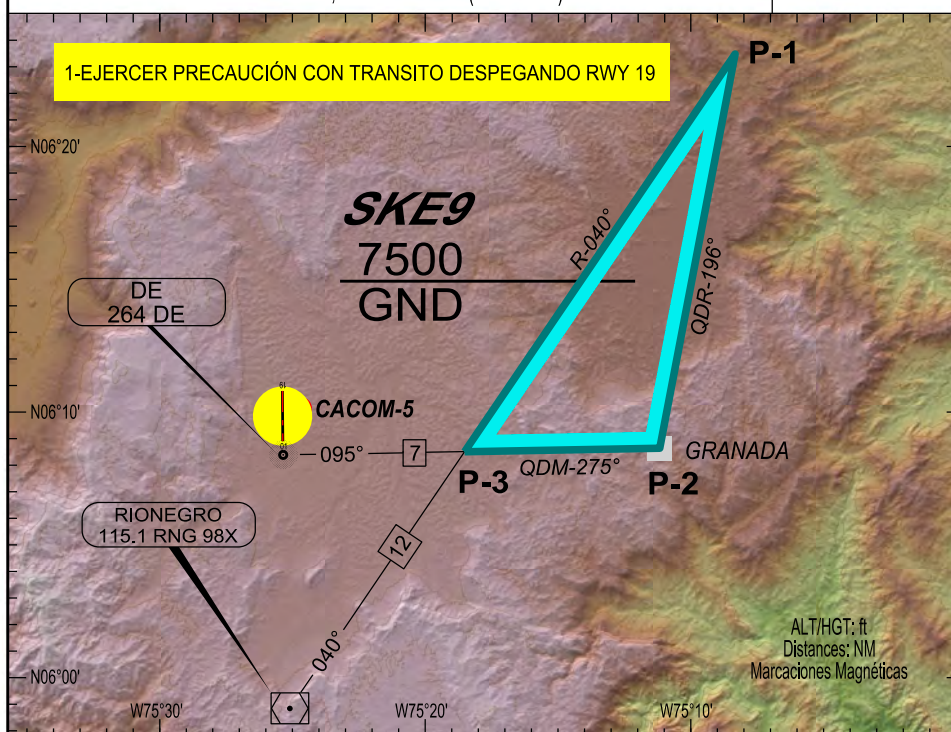 1-EJERCER PRECAUCIÓN CON TRANSITO DESPEGANDO RWY 19
P-1
N06°20'
SKE9
7500
GND
R-040°
QDR-196°
DE
264 DE
19
01
CACOM-5
N06°10'
095°
7
QDM-275°
GRANADA
P-3
P-2
RIONEGRO
115.1 RNG 98X
12
040°
ALT/HGT: ft
Distances: NM
Marcaciones Magnéticas
N06°00'
W75°30'
W75°20'
W75°10'